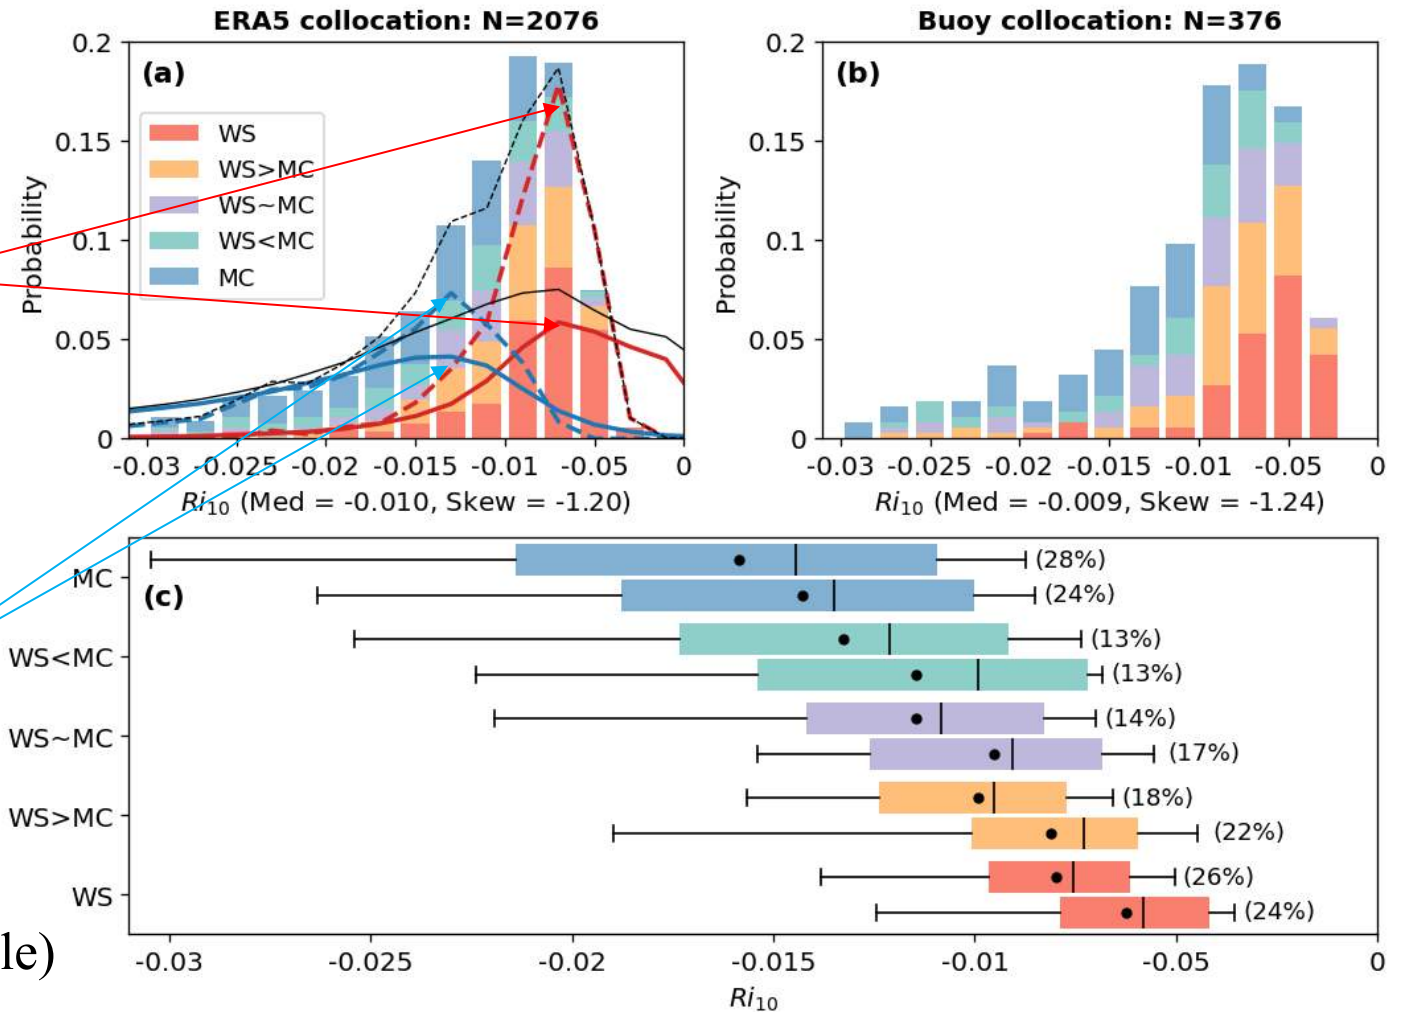 ERA5 collocation: N=2076
Buoy collocation: N=376
0.2
0.15
0.1
0.05
0
Probability
(a)
WS
WS>MC
WS~MC
WS<MC
MC
-0.03 -0.025 -0.02 -0.015 -0.01 -0.05 0
Ri10 (Med = -0.010, Skew = -1.20)
0.2
0.15
0.1
0.05
0
Probability
(b)
-0.03 -0.025 -0.02 -0.015 -0.01 -0.05 0
Ri10 (Med = -0.009, Skew = -1.24)
(c)
MC
(28%)
(24%)
WS<MC
(13%)
(13%)
WS~MC
(14%)
(17%)
WS>MC
(18%)
(22%)
WS
(26%)
(24%)
le)
-0.03 -0.025 -0.02 -0.015 -0.01 -0.05 0
Ri10